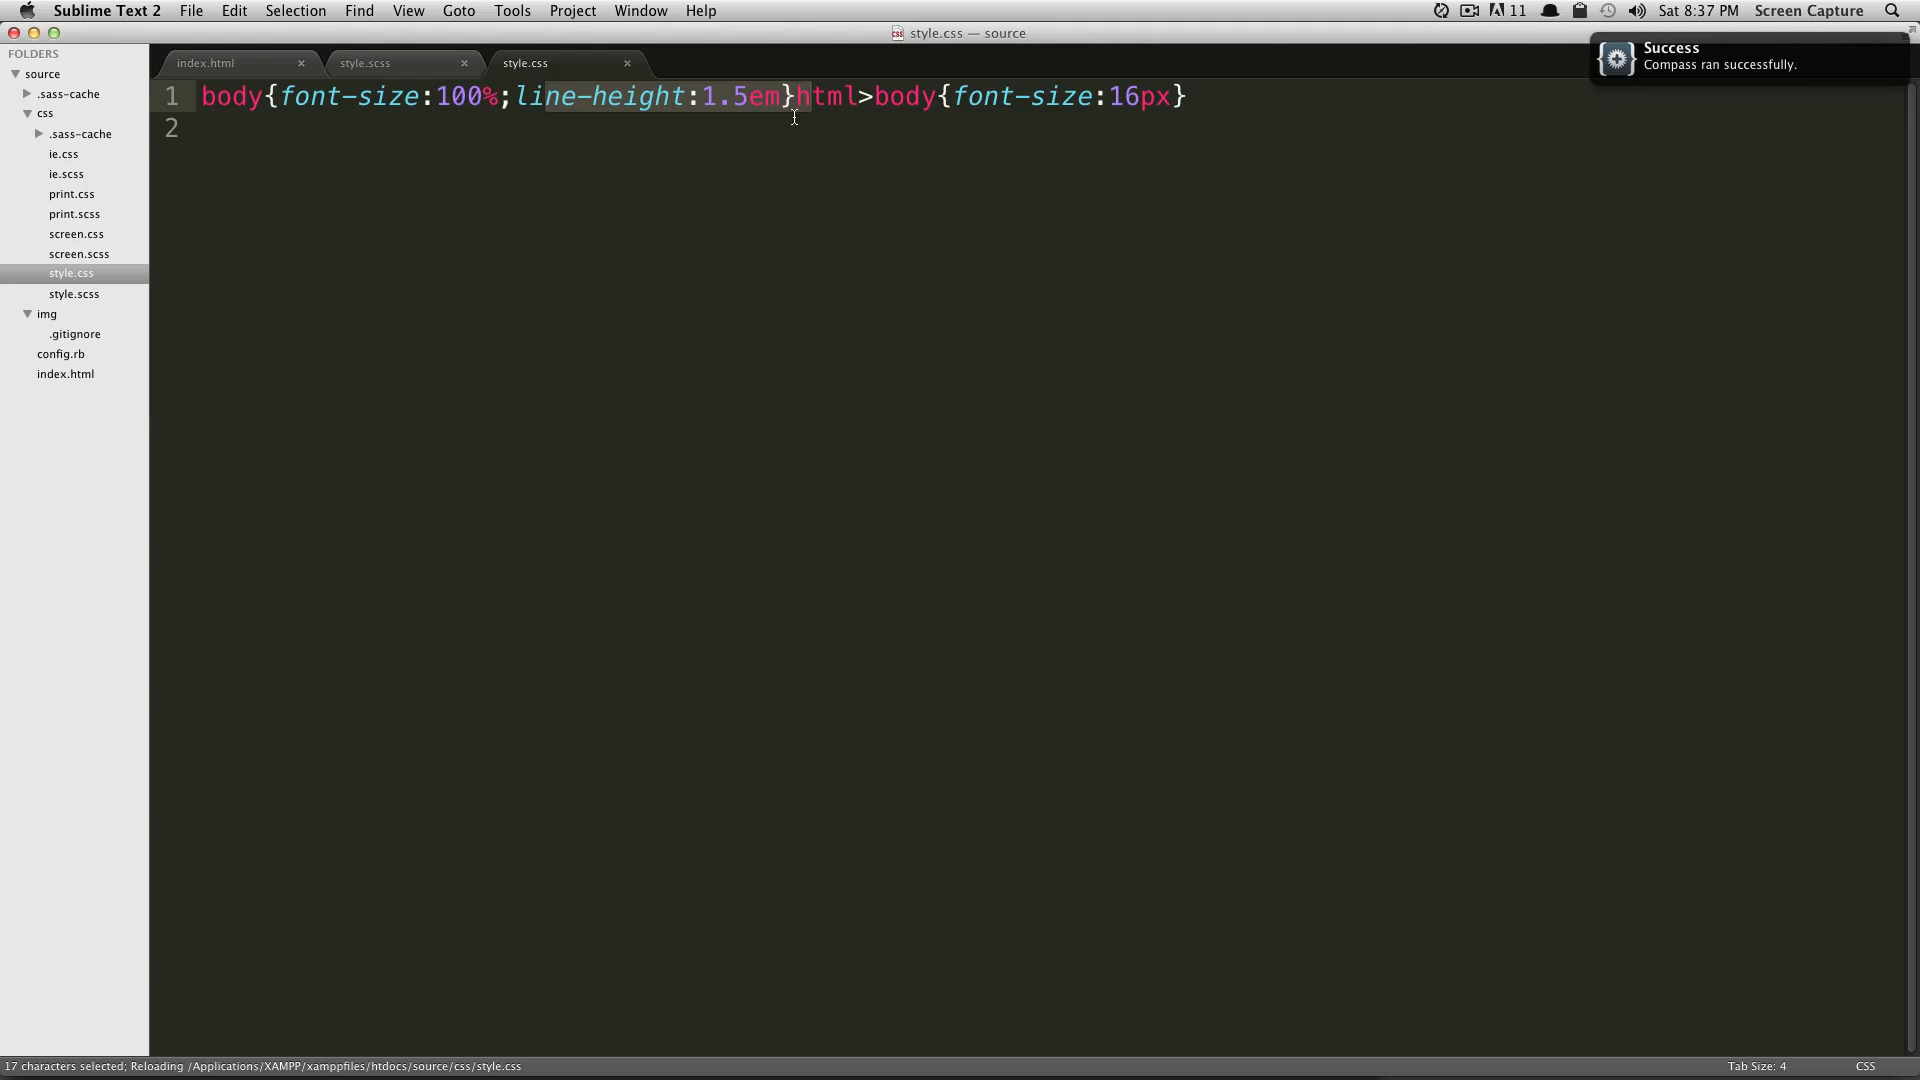 Sublime Text 2 File Edit Selection Find View Goto Tools Project Window Help 11 Sat 8:37 PM Screen Capture
style.css — source
Success
Compass ran successfully.
FOLDERS
source
.sass-cache
css
.sass-cache
ie.css
ie.scss
print.css
print.scss
screen.css
screen.scss
style.css
style.scss
img
.gitignore
config.rb
index.html
index.html × style.scss × style.css ×
1 body{font-size:100%;line-height:1.5em}html>body{font-size:16px}
2
17 characters selected; Reloading /Applications/XAMPP/xamppfiles/htdocs/source/css/style.css Tab Size: 4 CSS